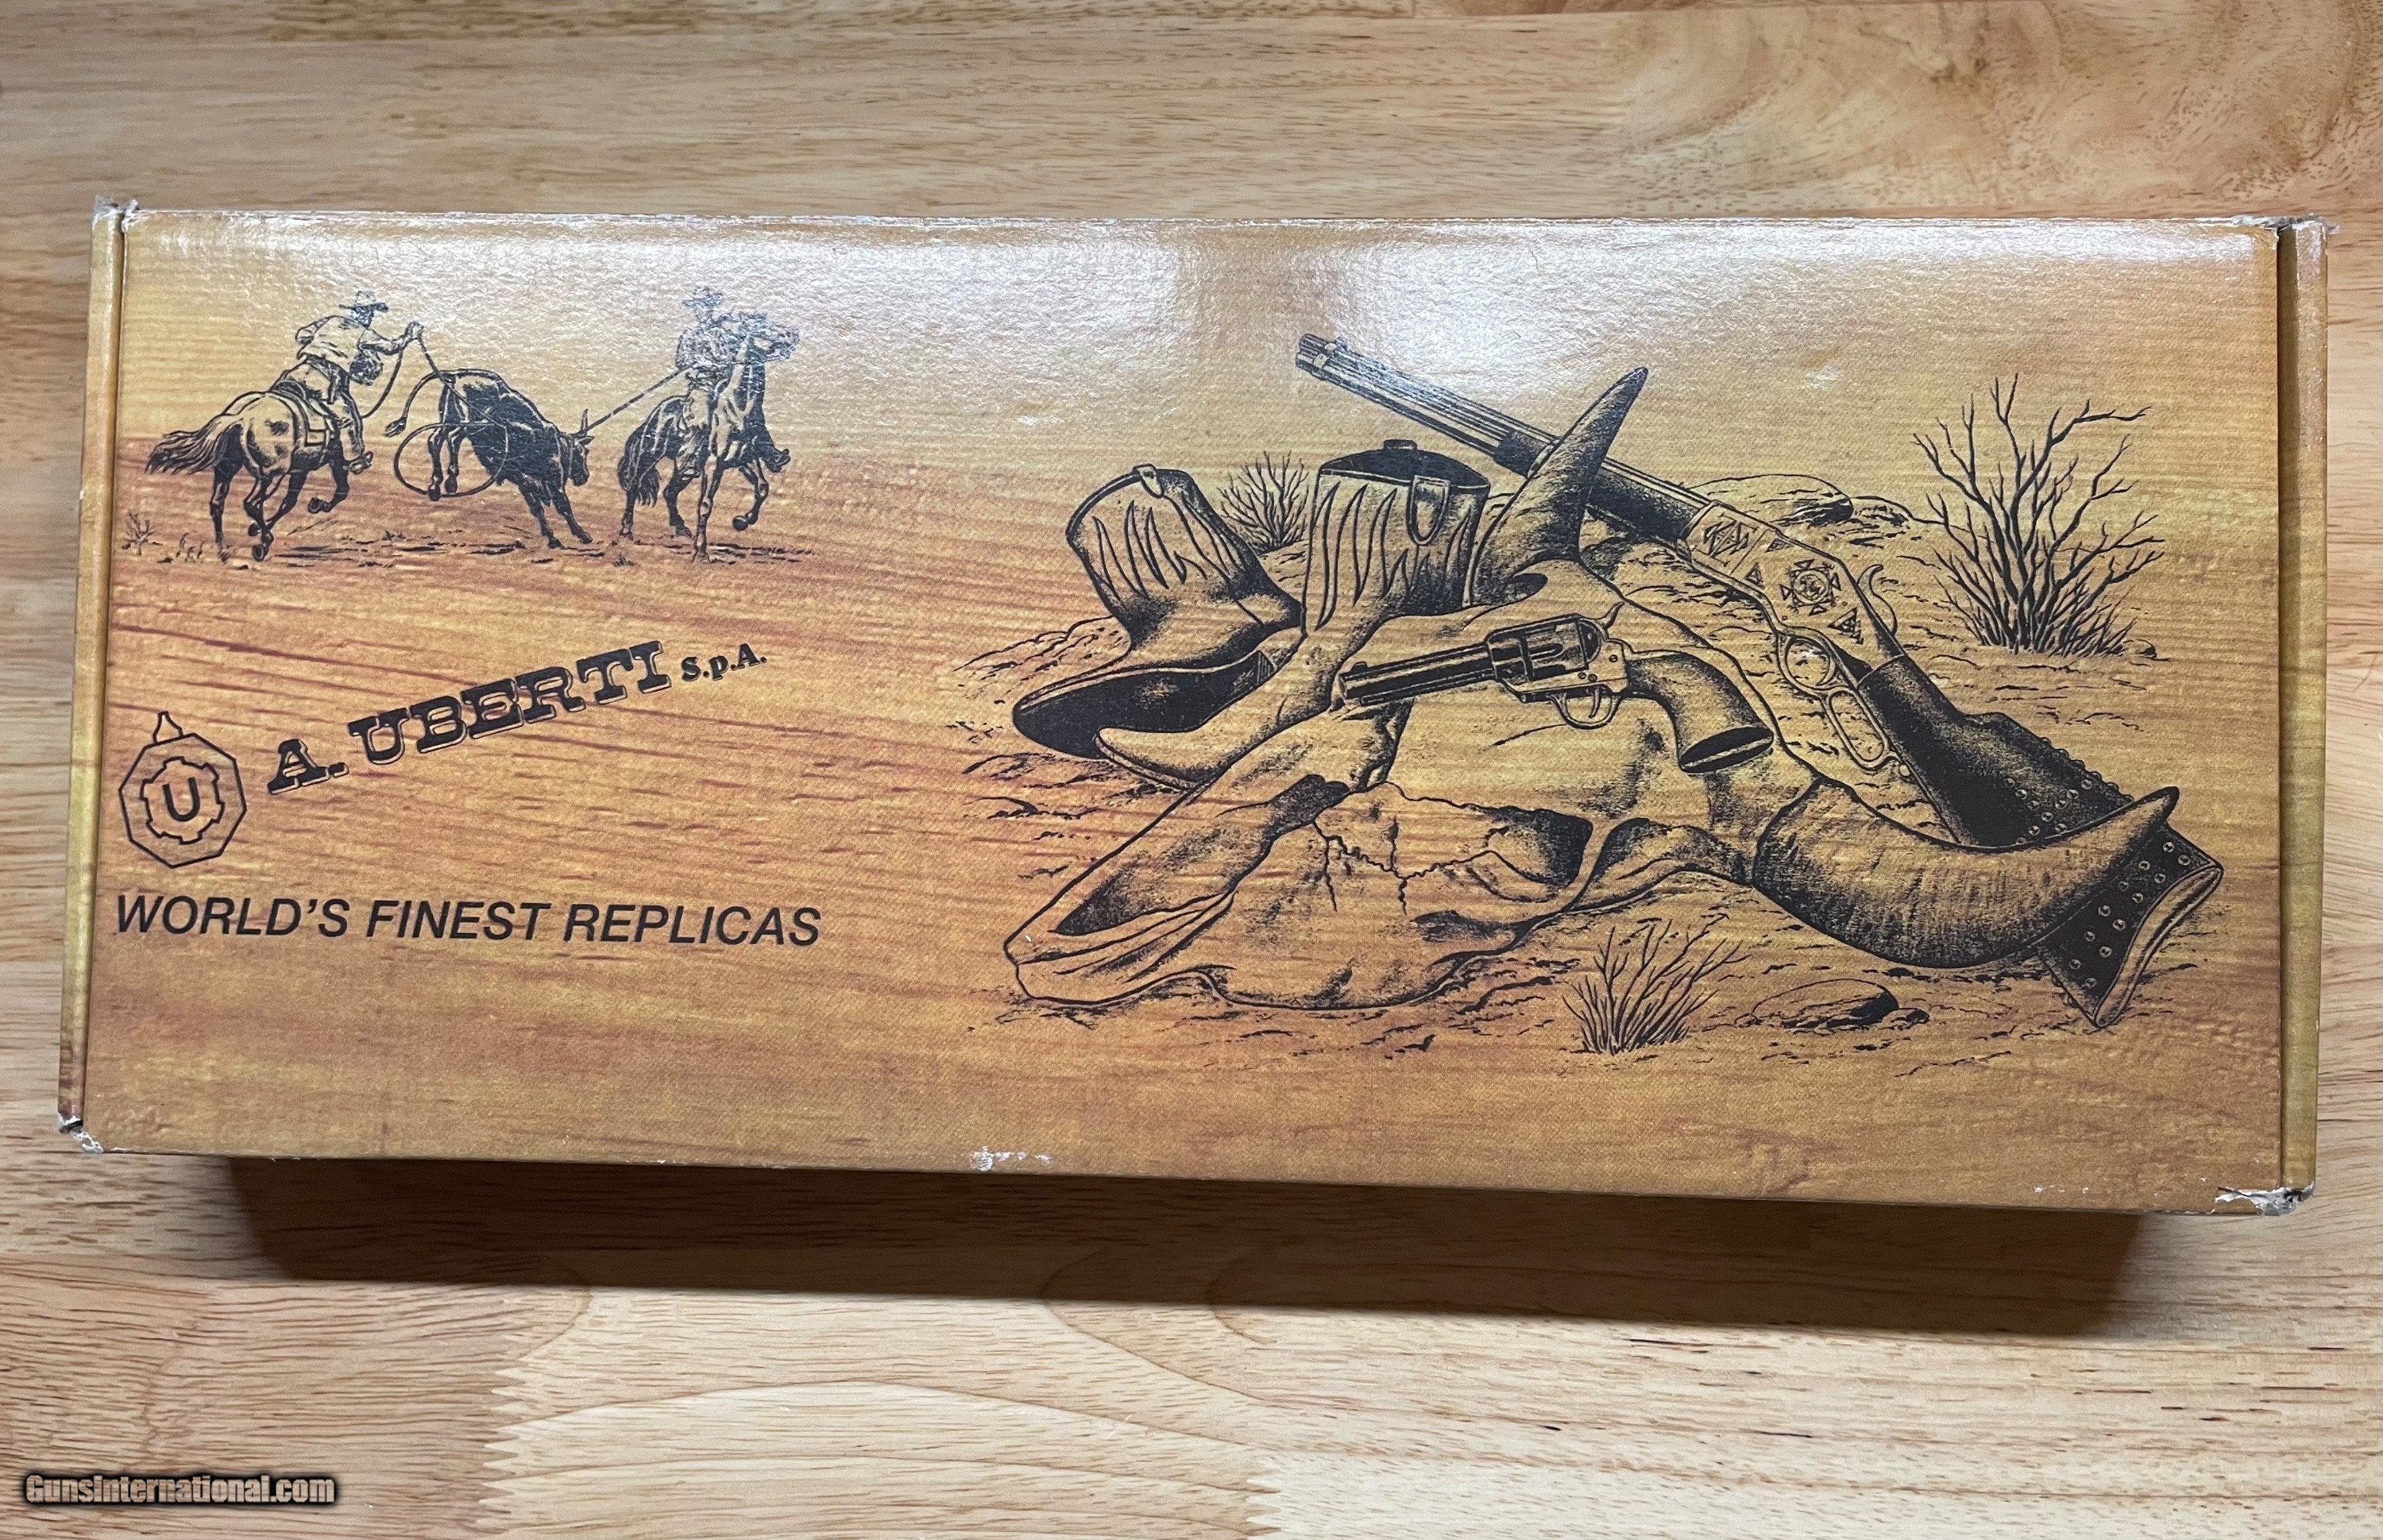 A. UBERTI S.p.A.
U
WORLD'S FINEST REPLICAS
GunsInternational.com